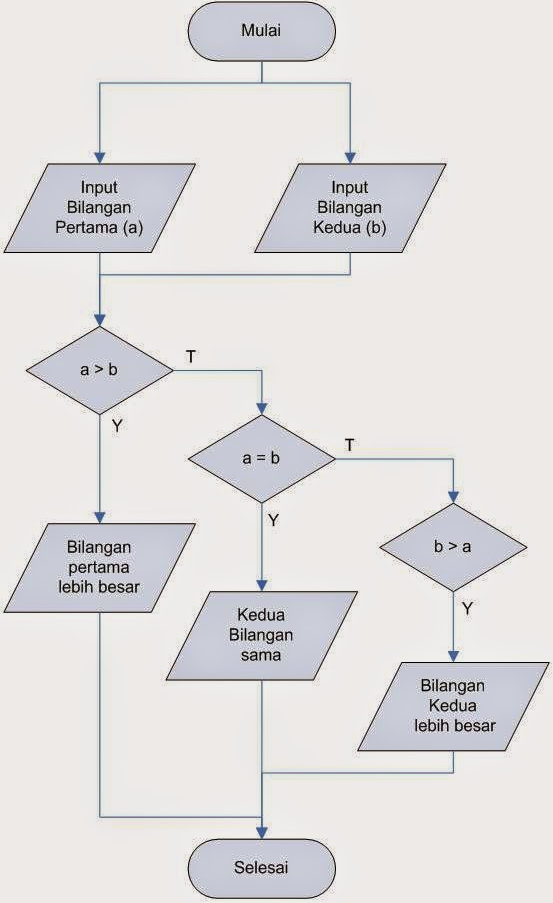 Mulai
Input
Bilangan
Pertama (a)
Input
Bilangan
Kedua (b)
a > b
T
Y
a = b
T
Y
b > a
Y
Bilangan
pertama
lebih besar
Kedua
Bilangan
sama
Bilangan
Kedua
lebih besar
Selesai